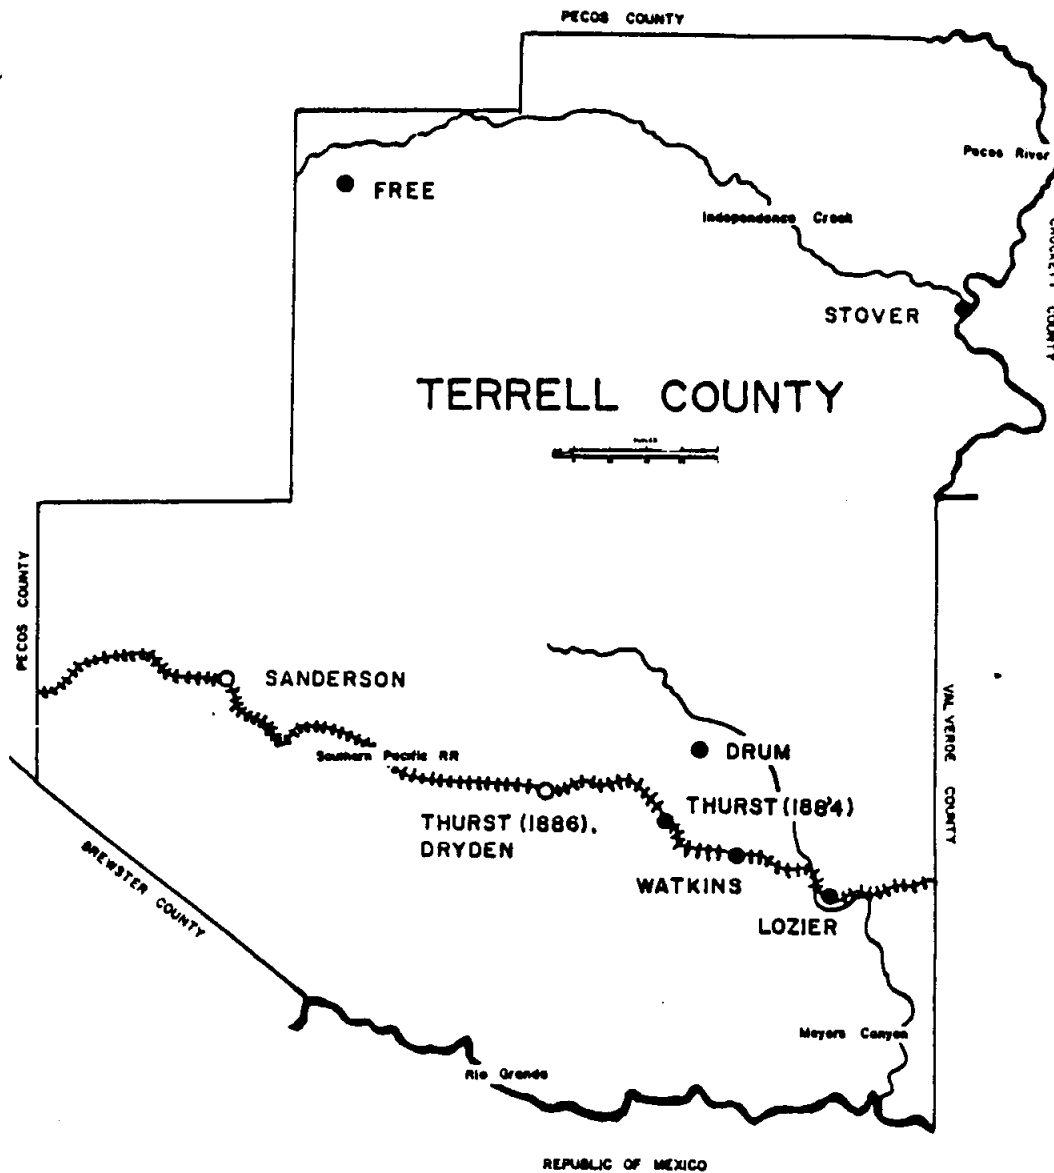 PECOS COUNTY
Pecos River
FREE
Independence Creek
CROCKETT COUNTY
STOVER
TERRELL COUNTY
PECOS COUNTY
SANDERSON
VAL VERDE COUNTY
DRUM
Southern Pacific RR
THURST (1884)
THURST (1886),
DRYDEN
BREWSTER COUNTY
WATKINS
LOZIER
Meyers Canyon
Rio Grande
REPUBLIC OF MEXICO